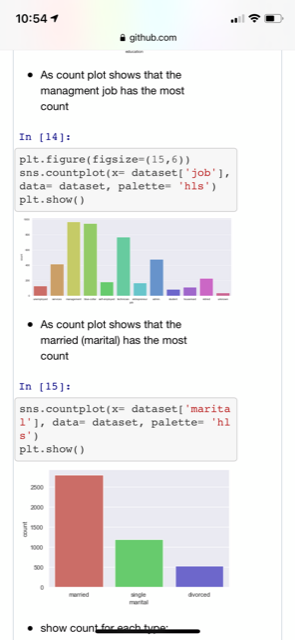 10:54
github.com
education
• As count plot shows that the
managment job has the most
count
In [14]:
plt.figure(figsize=(15,6))
sns.countplot(x= dataset['job'],
data= dataset, palette= 'hls')
plt.show()
• As count plot shows that the
married (marital) has the most
count
In [15]:
sns.countplot(x= dataset['marita
l'], data= dataset, palette= 'hl
s')
plt.show()
2500
2000
1500
1000
500
0
count
married single divorced
marital
• show count for each type: